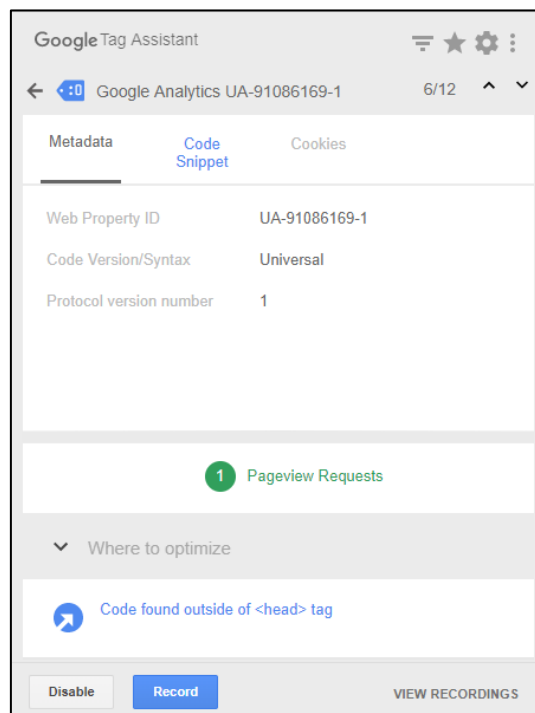 Google Tag Assistant
Google Analytics UA-91086169-1 6/12
Metadata Code Snippet Cookies
Web Property ID UA-91086169-1
Code Version/Syntax Universal
Protocol version number 1
1 Pageview Requests
Where to optimize
Code found outside of <head> tag
Disable Record VIEW RECORDINGS